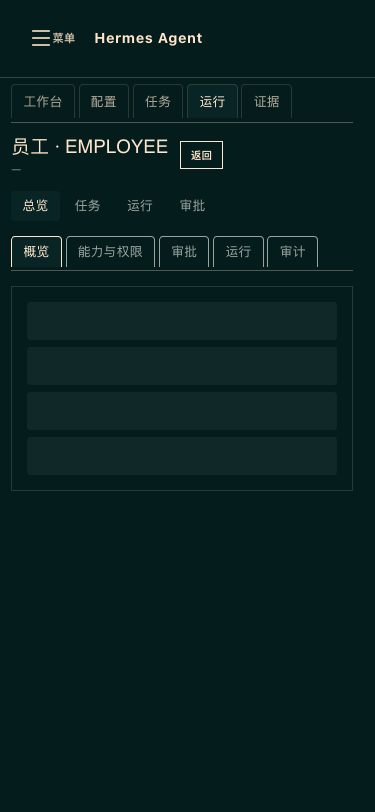 菜单 Hermes Agent
工作台 配置 任务 运行 证据
员工 · EMPLOYEE 返回
—
总览 任务 运行 审批
概览 能力与权限 审批 运行 审计